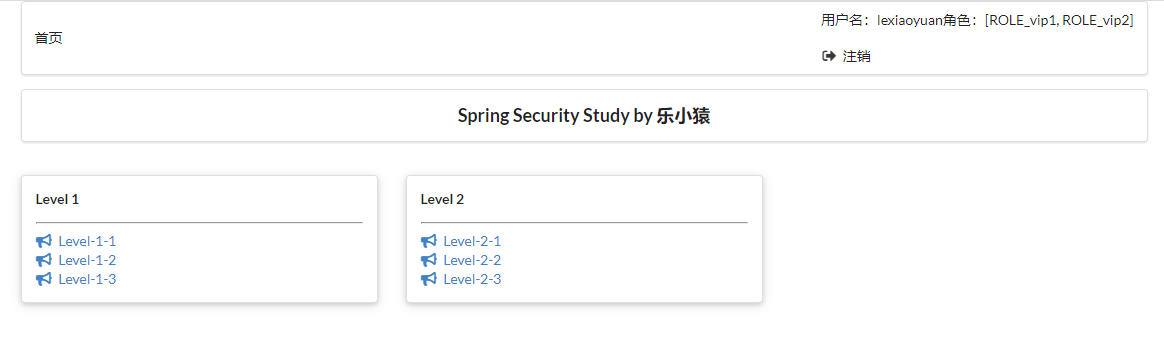 首页
用户名：lexiaoyuan角色：[ROLE_vip1, ROLE_vip2]
注销
Spring Security Study by 乐小猿
Level 1
Level-1-1
Level-1-2
Level-1-3
Level 2
Level-2-1
Level-2-2
Level-2-3